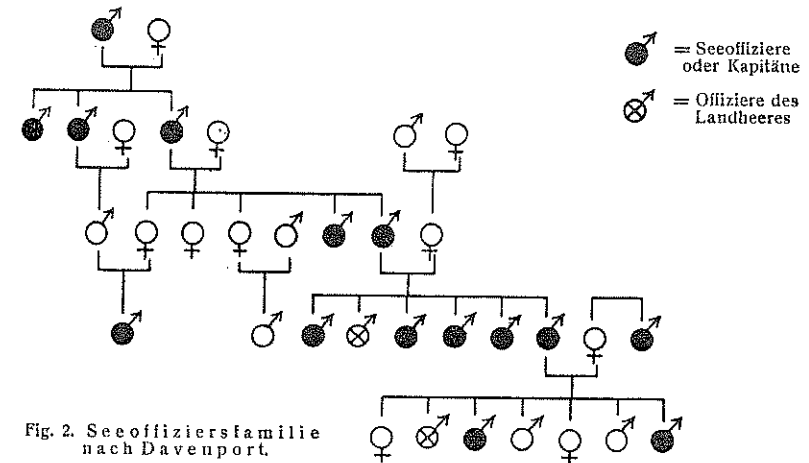 = Seeoffiziere
oder Kapitäne
= Offiziere des
Landheeres
Fig. 2. Seeoffiziersfamilie
nach Davenport.